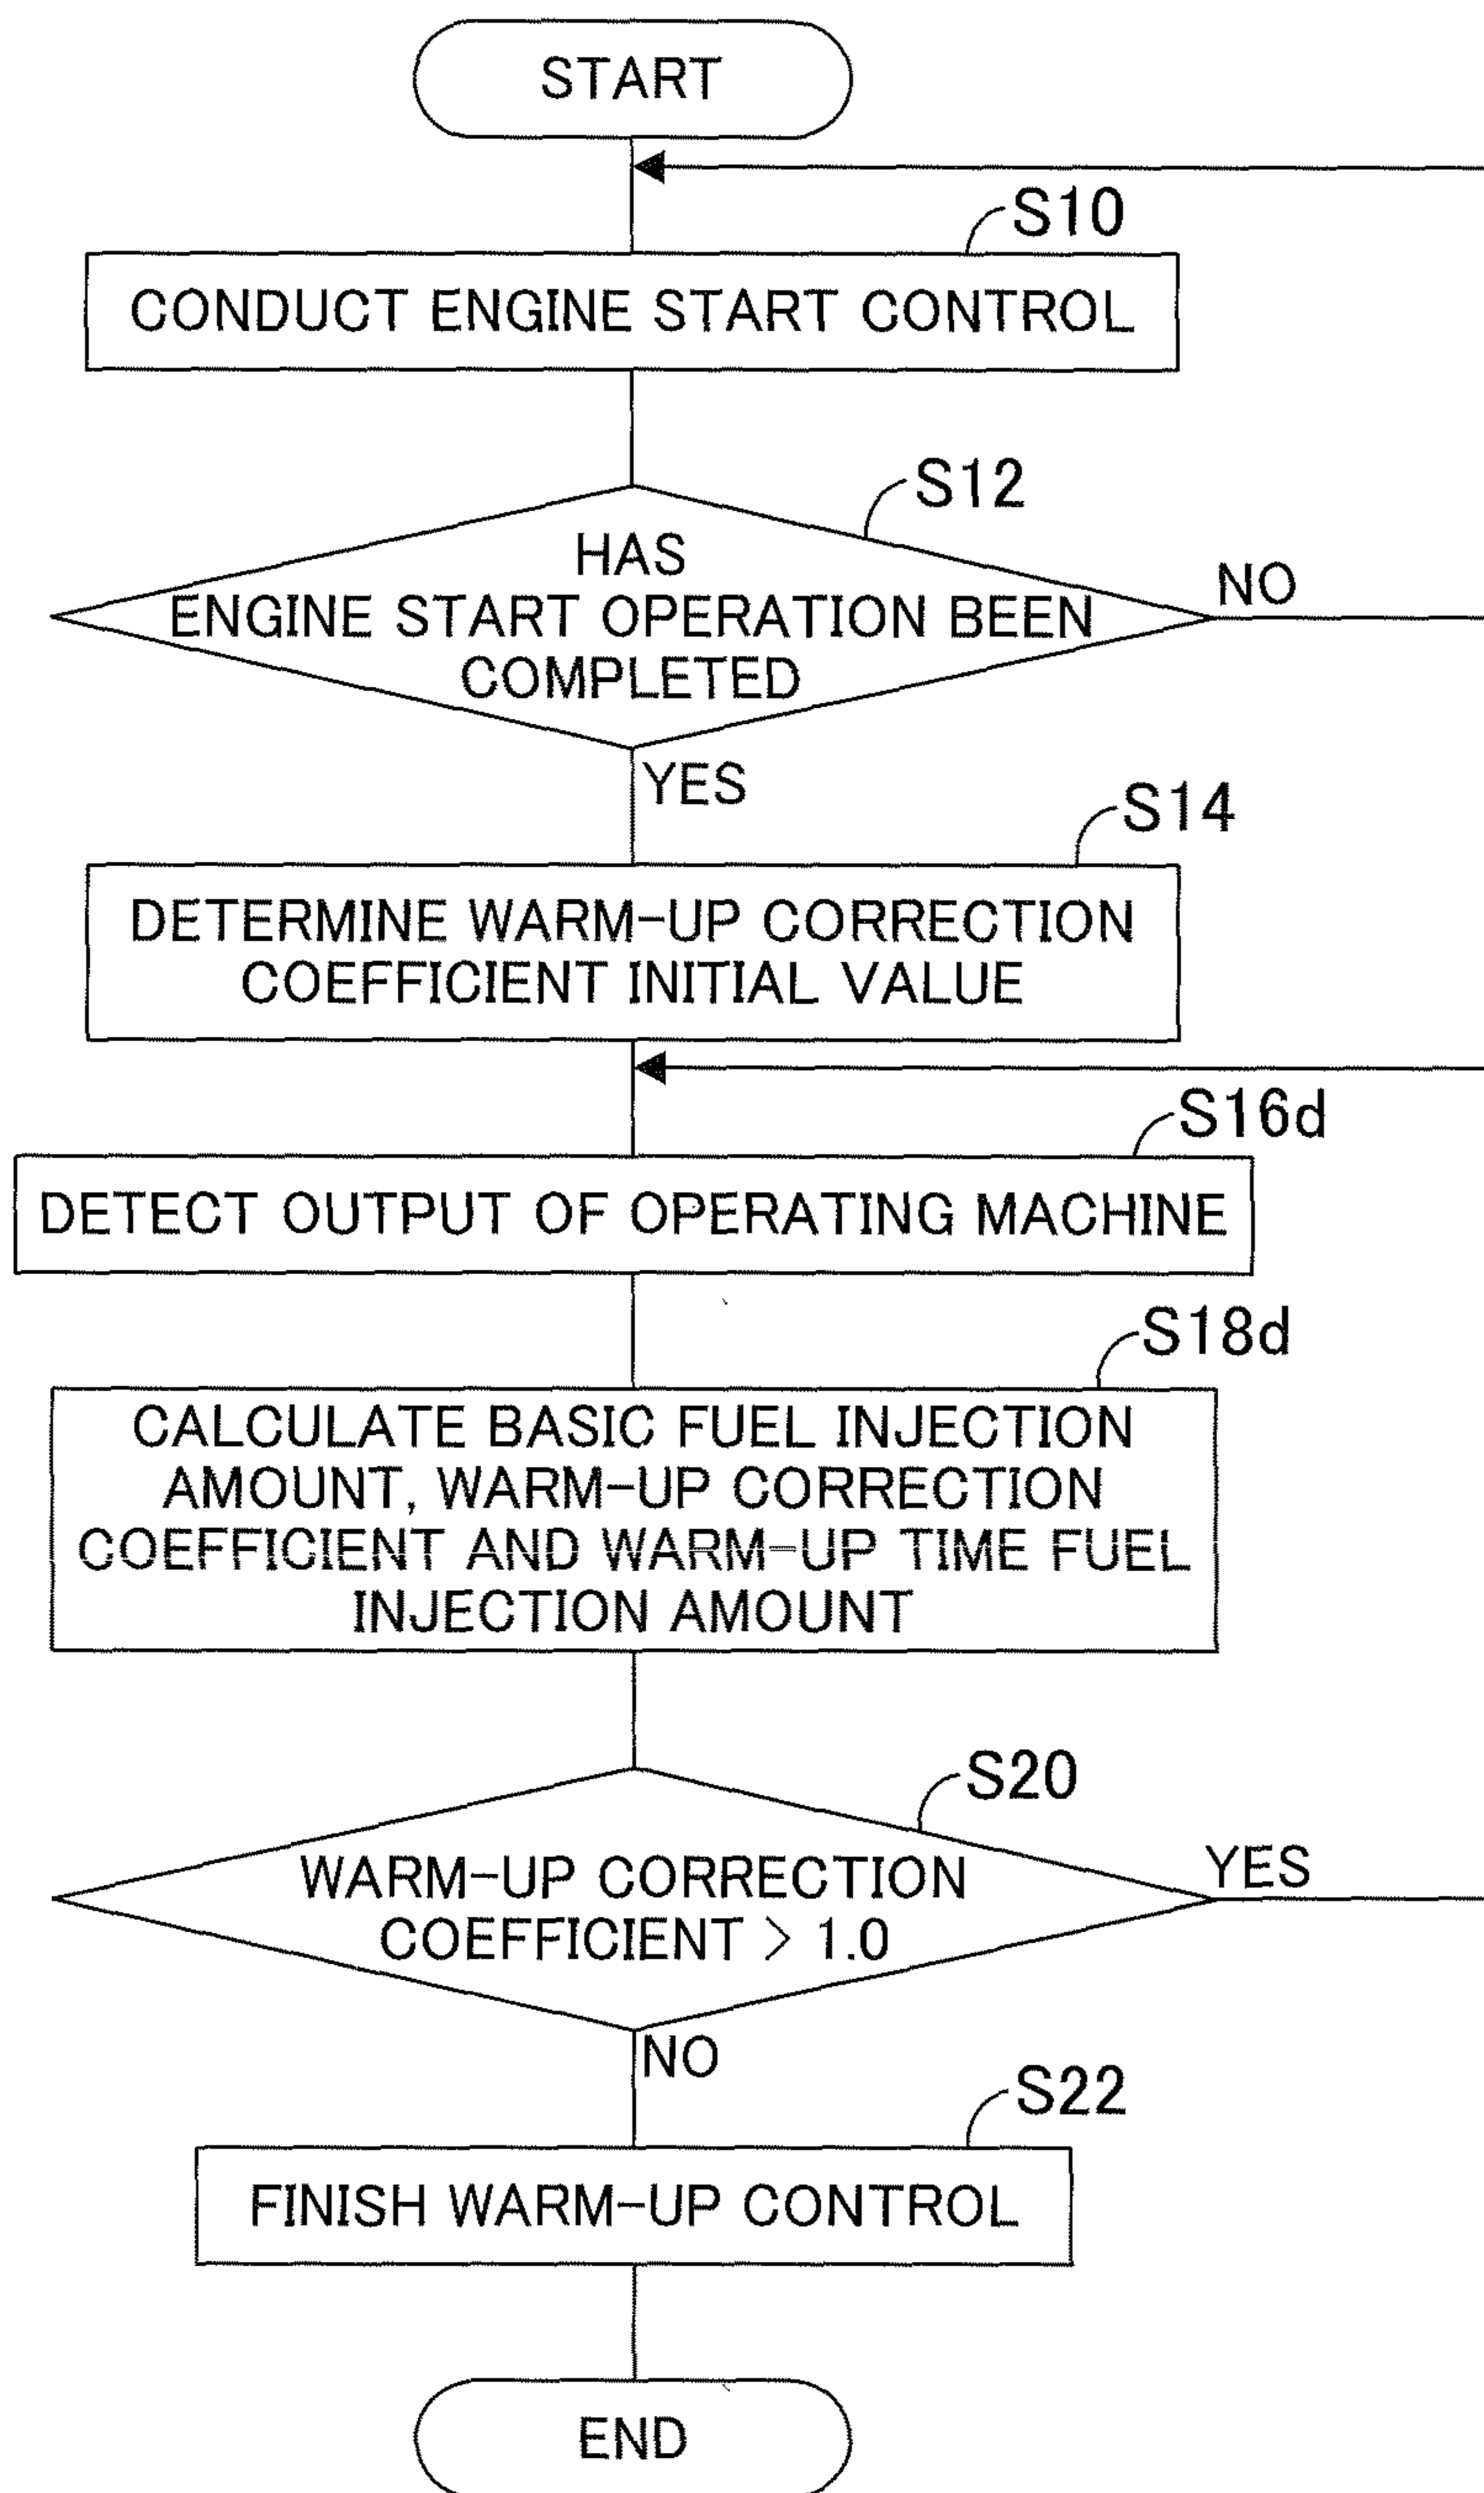 START
S10
CONDUCT ENGINE START CONTROL
S12
HAS
ENGINE START OPERATION BEEN
COMPLETED
NO
YES
S14
DETERMINE WARM-UP CORRECTION
COEFFICIENT INITIAL VALUE
S16d
DETECT OUTPUT OF OPERATING MACHINE
S18d
CALCULATE BASIC FUEL INJECTION
AMOUNT, WARM-UP CORRECTION
COEFFICIENT AND WARM-UP TIME FUEL
INJECTION AMOUNT
S20
WARM-UP CORRECTION
COEFFICIENT > 1.0
YES
NO
S22
FINISH WARM-UP CONTROL
END